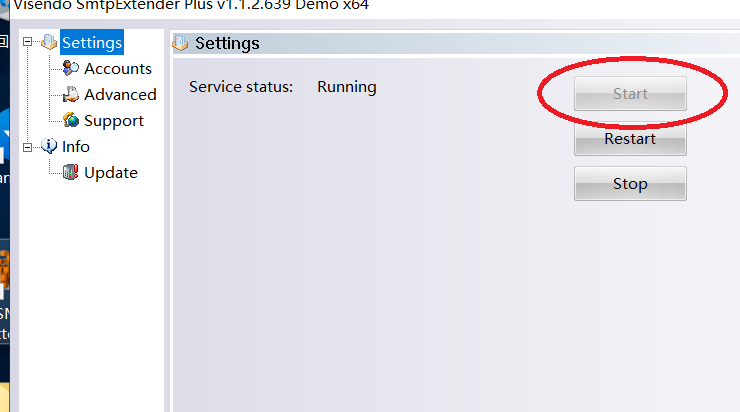 Visendo SmtpExtender Plus v1.1.2.639 Demo x64
Settings
Settings
Accounts
Service status: Running
Start
Advanced
Support
Restart
Info
Update
Stop